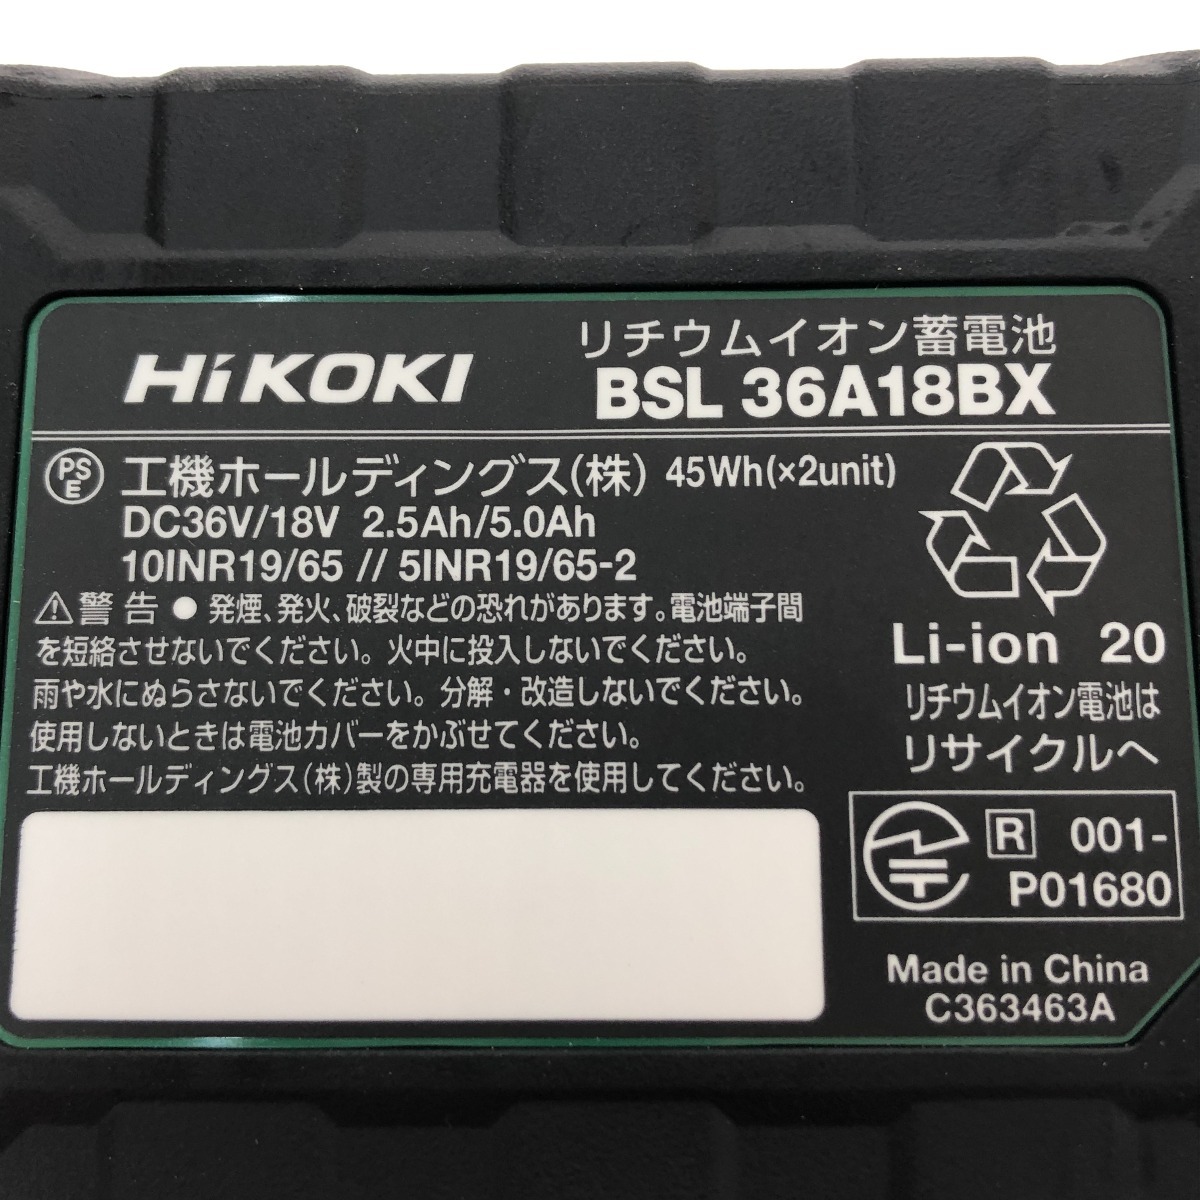 HiKOKI
リチウムイオン蓄電池
BSL 36A18BX
PS
E
工機ホールディングス(株) 45Wh(×2unit)
DC36V/18V 2.5Ah/5.0Ah
10INR19/65 // 5INR19/65-2
⚠警告 ● 発煙、発火、破裂などの恐れがあります。電池端子間
を短絡させないでください。火中に投入しないでください。
雨や水にぬらさないでください。分解・改造しないでください。
使用しないときは電池カバーをかぶせてください。
工機ホールディングス(株)製の専用充電器を使用してください。
Li-ion 20
リチウムイオン電池は
リサイクルへ
R 001-
P01680
Made in China
C363463A